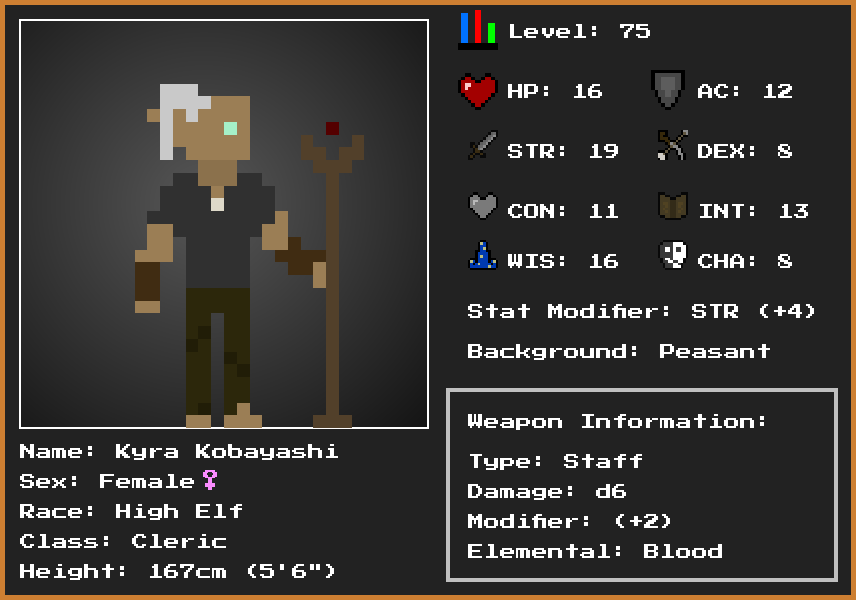 Level: 75
HP: 16 AC: 12
STR: 19 DEX: 8
CON: 11 INT: 13
WIS: 16 CHA: 8
Stat Modifier: STR (+4)
Background: Peasant
Weapon Information:
Type: Staff
Damage: d6
Modifier: (+2)
Elemental: Blood
Name: Kyra Kobayashi
Sex: Female♀
Race: High Elf
Class: Cleric
Height: 167cm (5'6")